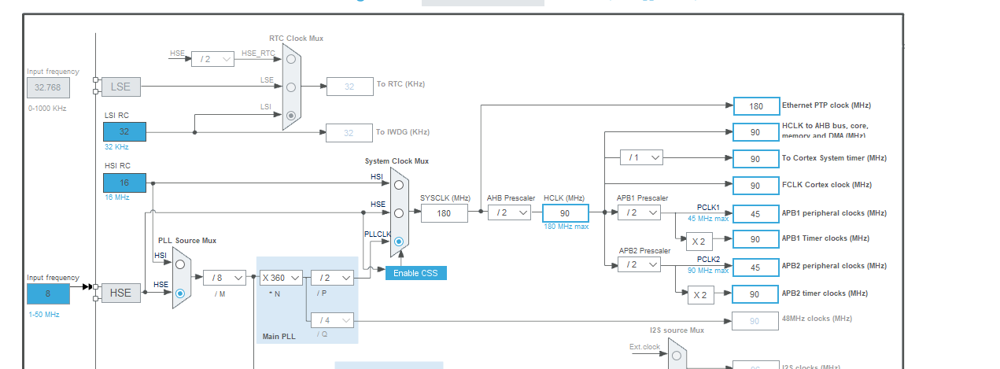 RTC Clock Mux
HSE
/ 2
HSE_RTC
Input frequency
32.768
0-1000 KHz
LSE
LSE
32
To RTC (KHz)
LSI
LSI RC
32
32 KHz
32
To IWDG (KHz)
HSI RC
16
16 MHz
System Clock Mux
HSI
HSE
PLLCLK
SYSCLK (MHz)
180
AHB Prescaler
/ 2
HCLK (MHz)
90
180 MHz max
180
Ethernet PTP clock (MHz)
90
HCLK to AHB bus, core,
memory and DMA (MHz)
/ 1
90
To Cortex System timer (MHz)
90
FCLK Cortex clock (MHz)
APB1 Prescaler
/ 2
PCLK1
45 MHz max
45
APB1 peripheral clocks (MHz)
X 2
90
APB1 Timer clocks (MHz)
APB2 Prescaler
/ 2
PCLK2
90 MHz max
45
APB2 peripheral clocks (MHz)
X 2
90
APB2 timer clocks (MHz)
Enable CSS
PLL Source Mux
HSI
HSE
Input frequency
8
1-50 MHz
HSE
/ 8
/ M
X 360
* N
/ 2
/ P
/ 4
/ Q
Main PLL
90
48MHz clocks (MHz)
I2S source Mux
Ext.clock
I2S clocks (MHz)